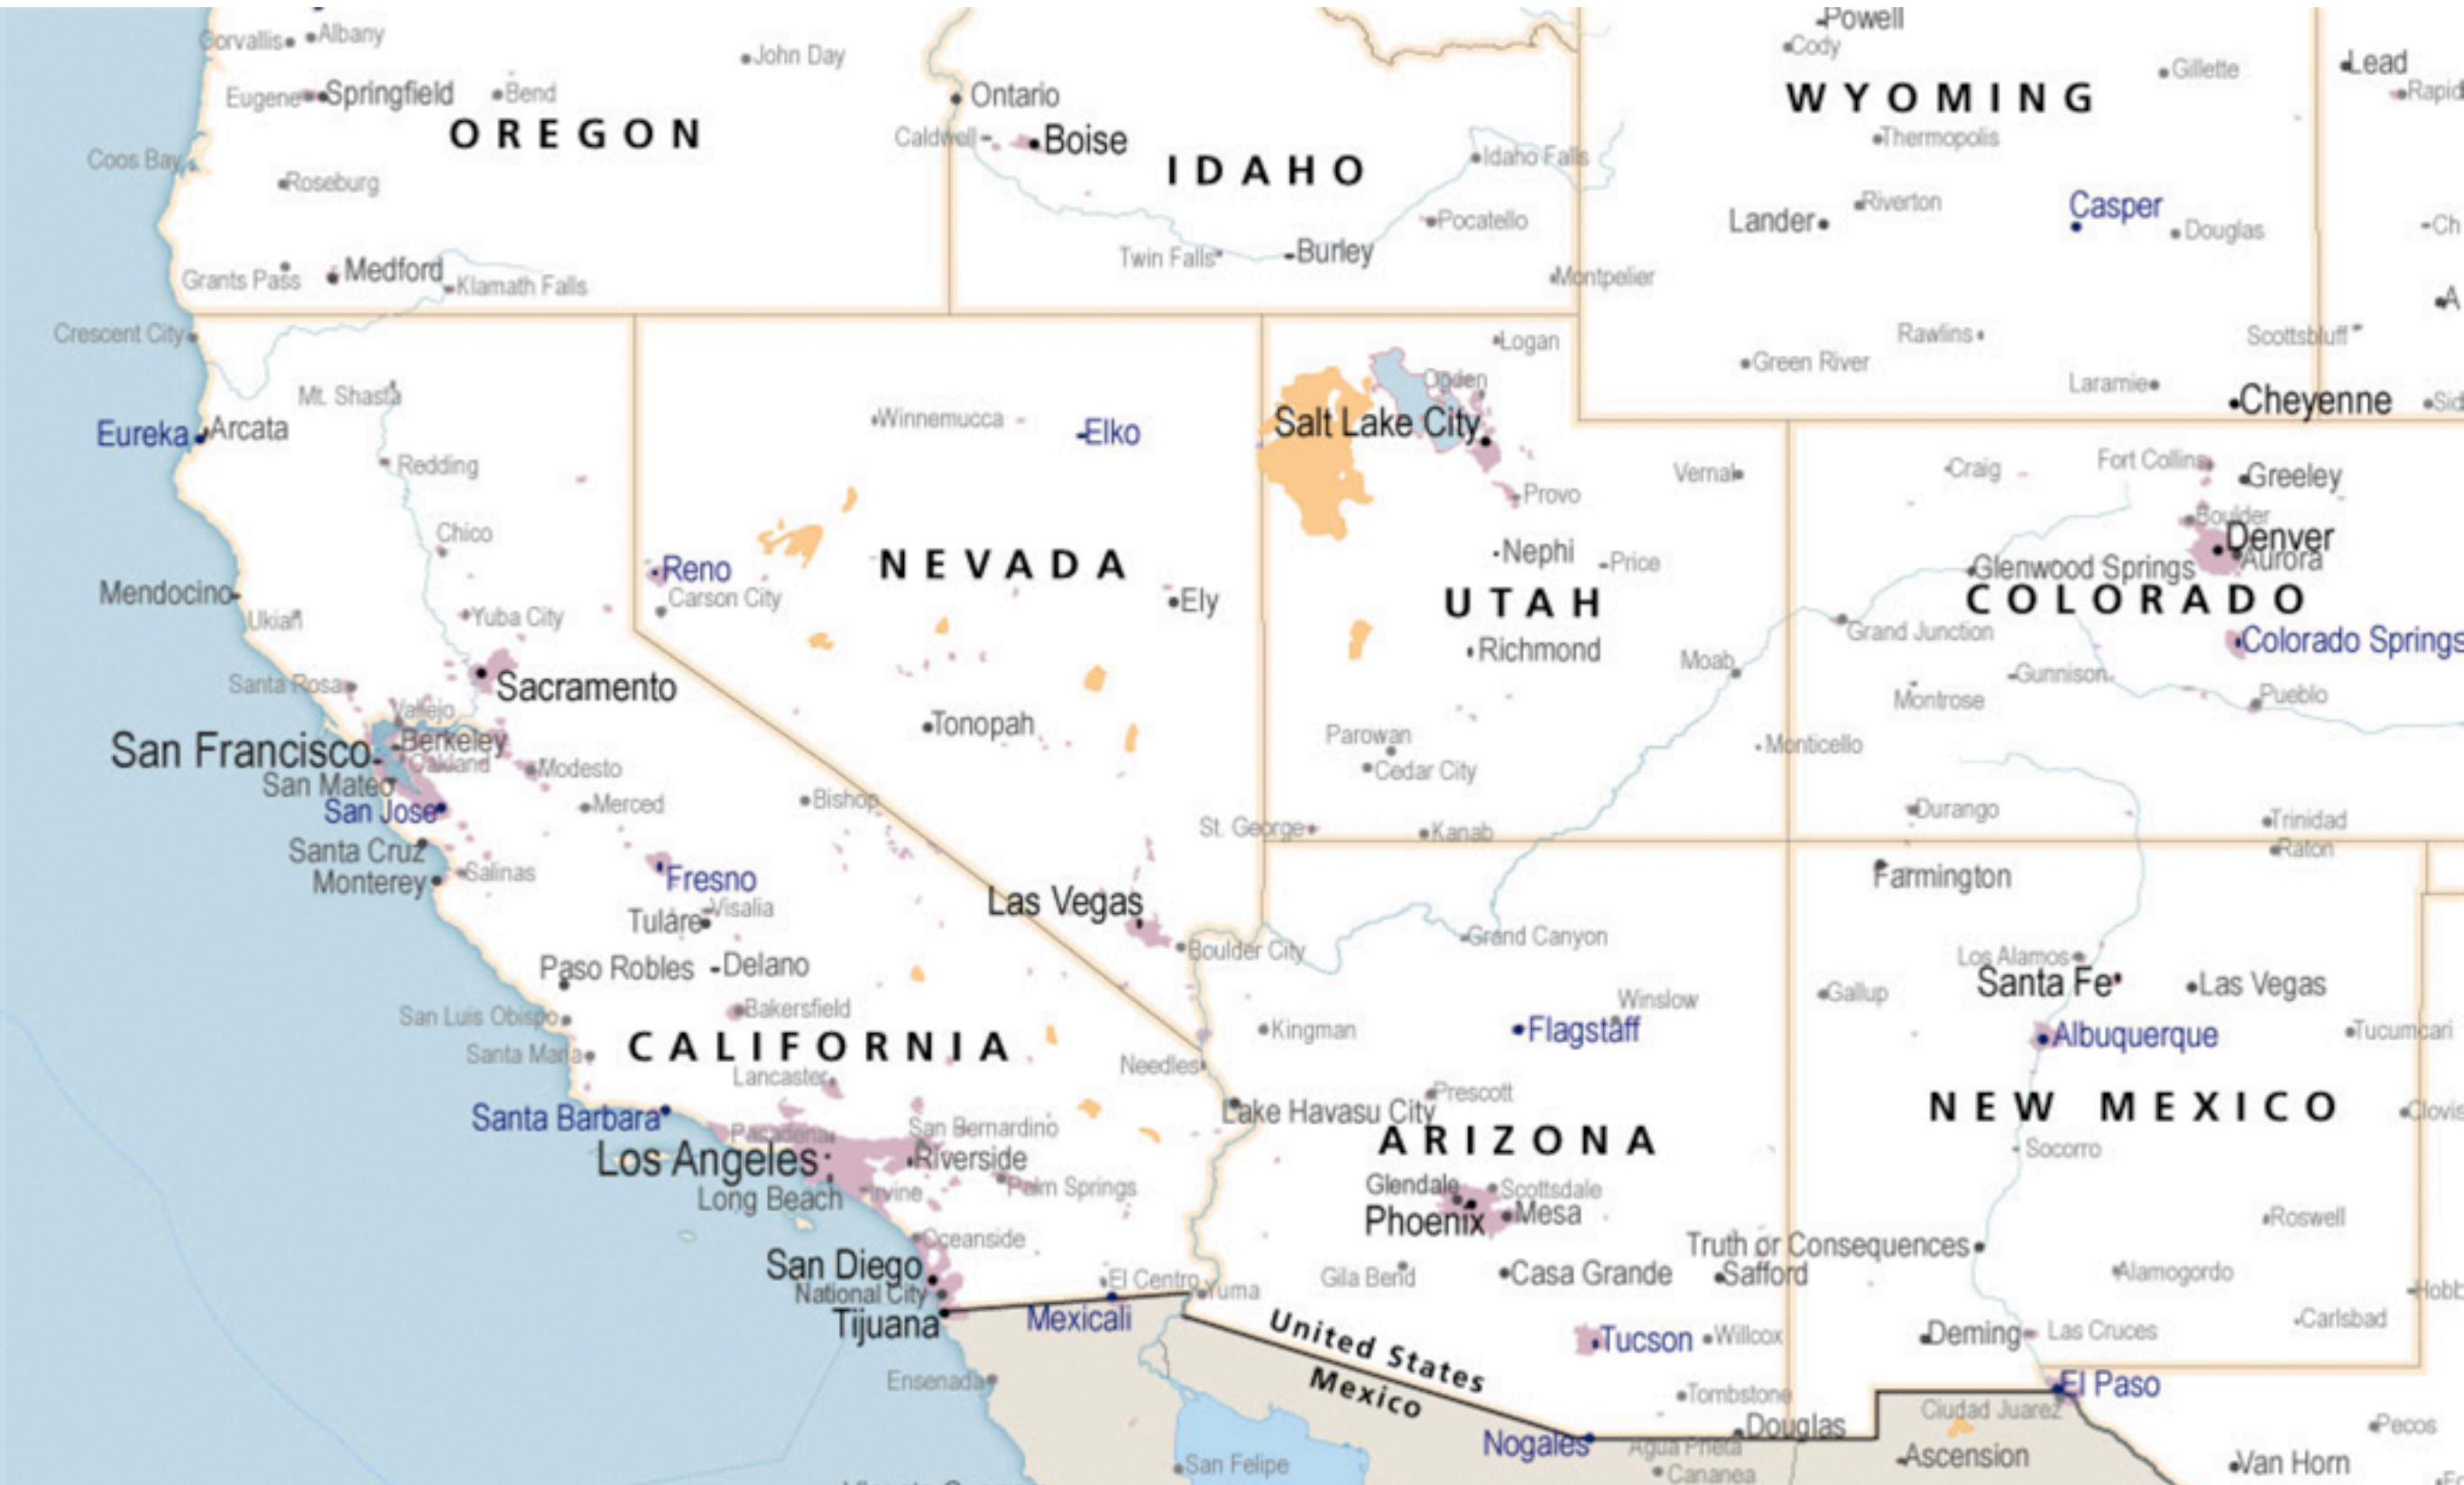 Powell
Corvallis
Albany
John Day
Cody
Gillette
Lead
Eugene
Springfield
Bend
Ontario
WYOMING
Rapid
OREGON
Caldwell
Boise
Thermopolis
Coos Bay
IDAHO
Idaho Falls
Roseburg
Lander
Riverton
Casper
Douglas
Pocatello
Ch
Twin Falls
Burley
Grants Pass
Medford
Klamath Falls
Montpelier
A
Crescent City
Logan
Rawlins
Scottsbluff
Green River
Mt. Shasta
Ogden
Laramie
Cheyenne
Sid
Eureka
Arcata
Winnemucca
Elko
Salt Lake City
Redding
Vernal
Craig
Fort Collins
Greeley
Provo
Boulder
Chico
Nephi
Price
Denver
Aurora
Reno
NEVADA
Glenwood Springs
Mendocino
Carson City
Ely
UTAH
COLORADO
Ukiah
Yuba City
Grand Junction
Colorado Springs
Richmond
Moab
Gunnison
Santa Rosa
Sacramento
Montrose
Pueblo
Vallejo
Tonopah
San Francisco
Berkeley
Oakland
Parowan
Monticello
San Mateo
Modesto
Cedar City
San Jose
Merced
Bishop
St. George
Kanab
Durango
Trinidad
Santa Cruz
Raton
Monterey
Salinas
Fresno
Farmington
Tulare
Visalia
Las Vegas
Boulder City
Grand Canyon
Paso Robles
Delano
Los Alamos
Santa Fe
Las Vegas
San Luis Obispo
Bakersfield
Winslow
Gallup
Kingman
Flagstaff
Albuquerque
Tucumcari
Santa Maria
CALIFORNIA
Needles
Lancaster
Prescott
Santa Barbara
Lake Havasu City
NEW MEXICO
Clovis
Pasadena
San Bernardino
ARIZONA
Los Angeles
Riverside
Socorro
Long Beach
Irvine
Palm Springs
Glendale
Scottsdale
Phoenix
Mesa
Roswell
Oceanside
Truth or Consequences
San Diego
El Centro
Yuma
Gila Bend
Casa Grande
Safford
Alamogordo
National City
Hobb
Tijuana
Mexicali
United States
Tucson
Willcox
Deming
Las Cruces
Carlsbad
Ensenada
Mexico
Tombstone
El Paso
Ciudad Juarez
Nogales
Agua Prieta
Douglas
Pecos
San Felipe
Cananea
Ascension
Van Horn